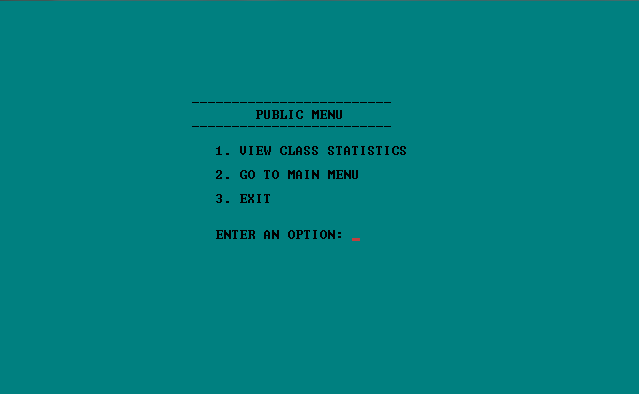 -------------------------
PUBLIC MENU
-------------------------
1. VIEW CLASS STATISTICS
2. GO TO MAIN MENU
3. EXIT
ENTER AN OPTION: _